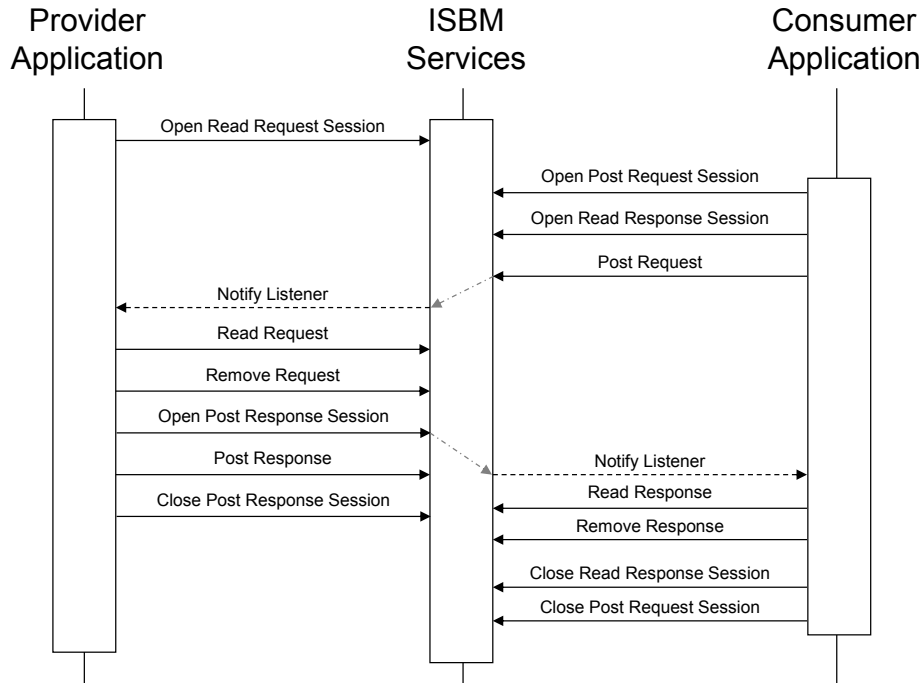 Provider
Application
ISBM
Services
Consumer
Application
Open Read Request Session
Open Post Request Session
Open Read Response Session
Post Request
Notify Listener
Read Request
Remove Request
Open Post Response Session
Post Response
Notify Listener
Close Post Response Session
Read Response
Remove Response
Close Read Response Session
Close Post Request Session